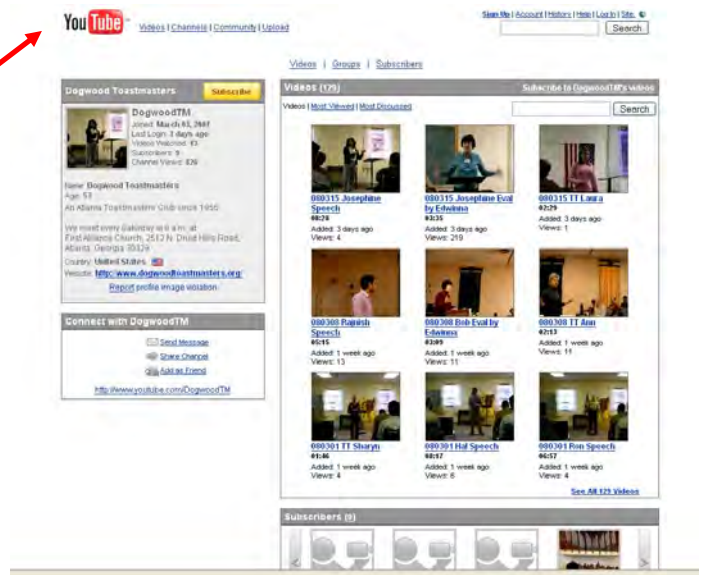 You Tube
Videos | Channels | Community | Upload
Sign Up | Account | History | Help | Log In | Site:
Search
Videos | Groups | Subscribers
Dogwood Toastmasters
Subscribe
DogwoodTM
Joined: March 03, 2007
Last Login: 3 days ago
Videos Watched: 13
Subscribers: 9
Channel Views: 820
Name: Dogwood Toastmasters
Age: 53
An Atlanta Toastmasters Club since 1955
We meet every Saturday at 8 a.m. at
First Alliance Church, 2512 N. Druid Hills Road,
Atlanta, Georgia 30329
Country: United States
Website: http://www.dogwoodtoastmasters.org/
Report profile image violation
Connect with DogwoodTM
Send Message
Share Channel
Add as Friend
http://www.youtube.com/DogwoodTM
Videos (129)
Subscribe to DogwoodTM's videos
Videos | Most Viewed | Most Discussed
Search
080315 Josephine Speech
08:28
Added: 3 days ago
Views: 4
080315 Josephine Eval by Edwinna
03:35
Added: 3 days ago
Views: 219
080315 TT Laura
02:29
Added: 3 days ago
Views: 1
080308 Rajnish Speech
05:15
Added: 1 week ago
Views: 13
080308 Bob Eval by Edwinna
03:09
Added: 1 week ago
Views: 11
080308 TT Ann
02:13
Added: 1 week ago
Views: 11
080301 TT Sharyn
01:46
Added: 1 week ago
Views: 4
080301 Hal Speech
08:17
Added: 1 week ago
Views: 6
080301 Ron Speech
06:57
Added: 1 week ago
Views: 4
See All 129 Videos
Subscribers (9)